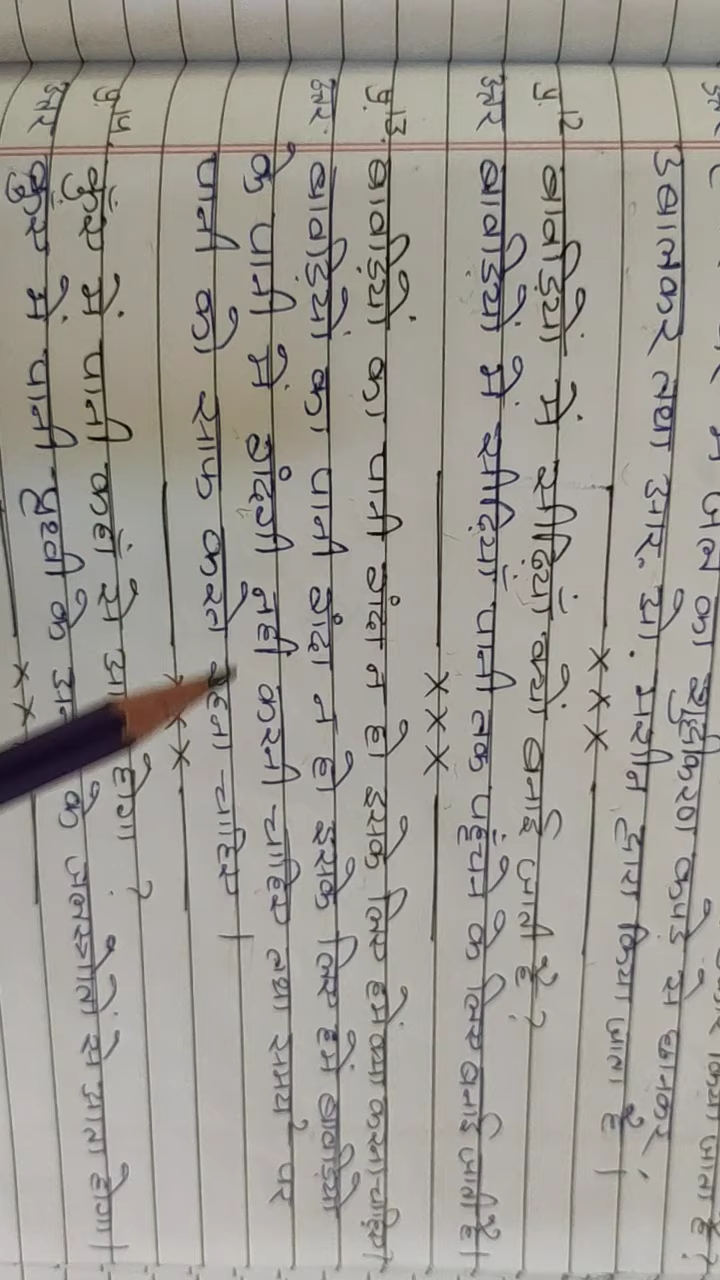 में जल का शुद्धिकरण कपड़े से छानकर,
उबालकर तथा आर. ओ. मशीन द्वारा किया जाता है।
× × ×
प्र.12 बावड़ियों में सीढ़ियाँ क्यों बनाई जाती है?
उत्तर बावड़ियों में सीढ़ियाँ पानी तक पहुँचने के लिए बनाई जाती है।
× × ×
प्र.13. बावड़ियों का पानी गंदा न हो इसके लिए हमें क्या करना चाहिए?
उत्तर: बावड़ियों का पानी गंदा न हो इसके लिए हमें बावड़ियो
के पानी में गंदगी नहीं करनी चाहिए तथा समय पर
पानी को साफ करते रहना चाहिए।
× ×
प्र.14. कुँए में पानी कहाँ से होगा?
उत्तर कुँए में पानी पृथ्वी के के जलस्त्रोतों से आता होगा।
× ×